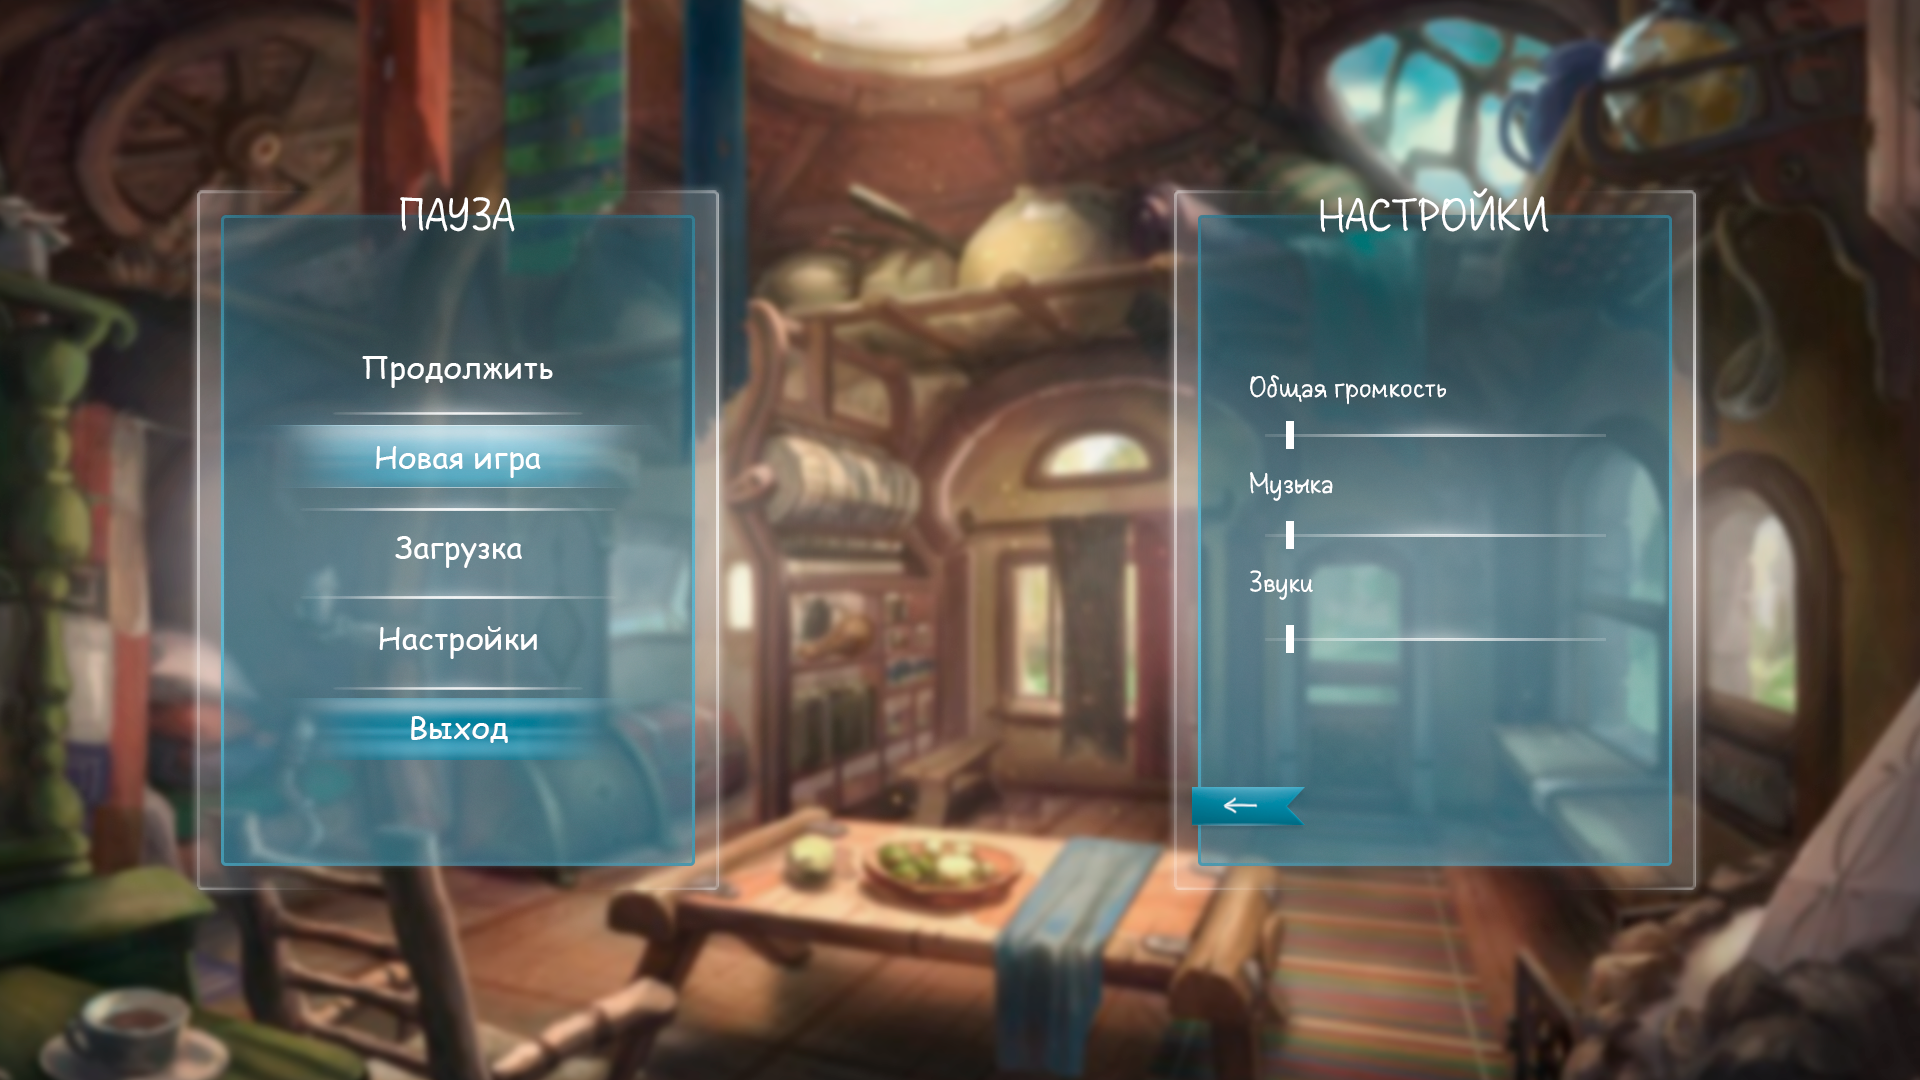 ПАУЗА
Продолжить
Новая игра
Загрузка
Настройки
Выход
НАСТРОЙКИ
Общая громкость
Музыка
Звуки